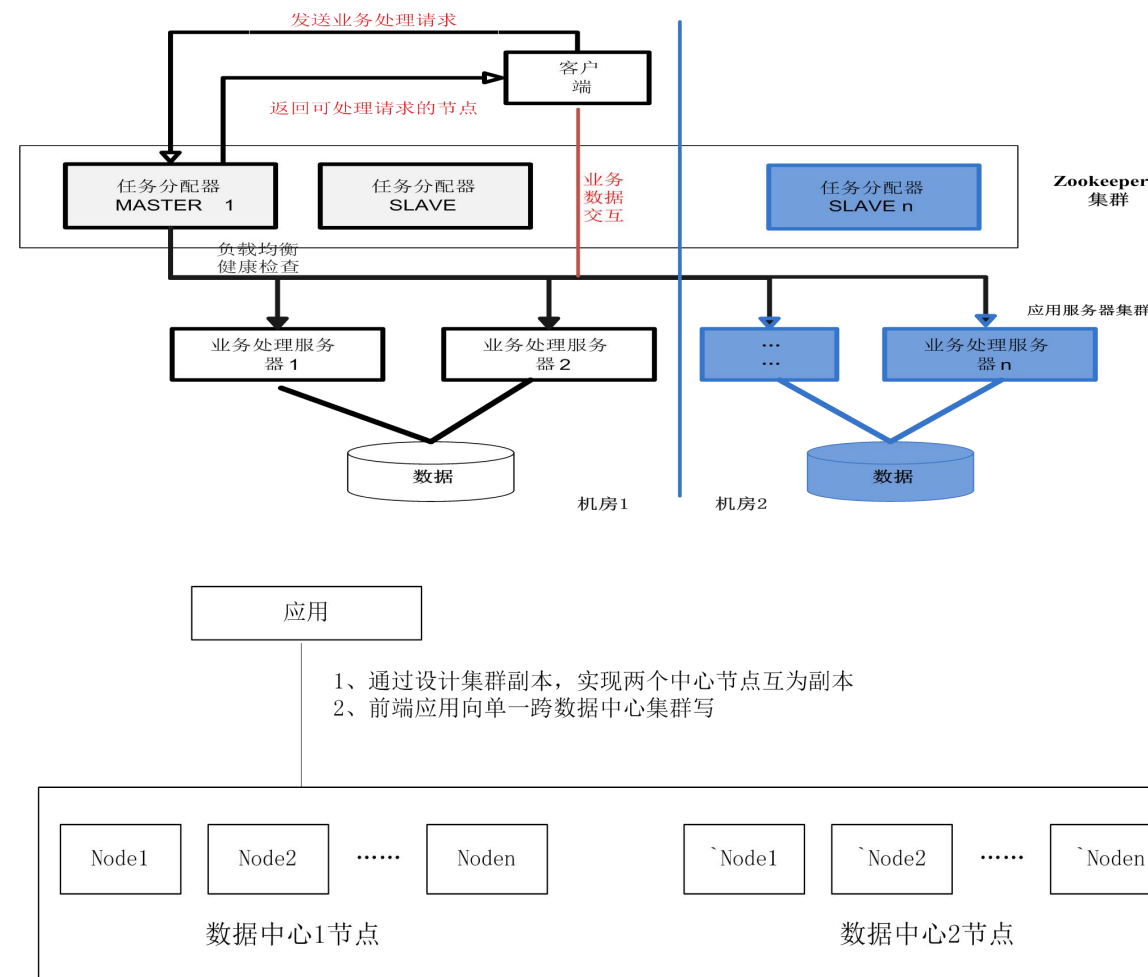 发送业务处理请求
客户
端
返回可处理请求的节点
任务分配器
MASTER 1
任务分配器
SLAVE
业务
数据
交互
任务分配器
SLAVE n
Zookeeper
集群
负载均衡
健康检查
应用服务器集群
业务处理服务
器 1
业务处理服务
器 2
...
...
业务处理服务
器 n
数据
数据
机房1
机房2
应用
1、通过设计集群副本，实现两个中心节点互为副本
2、前端应用向单一跨数据中心集群写
Node1
Node2
……
Noden
`Node1
`Node2
……
`Noden
数据中心1节点
数据中心2节点